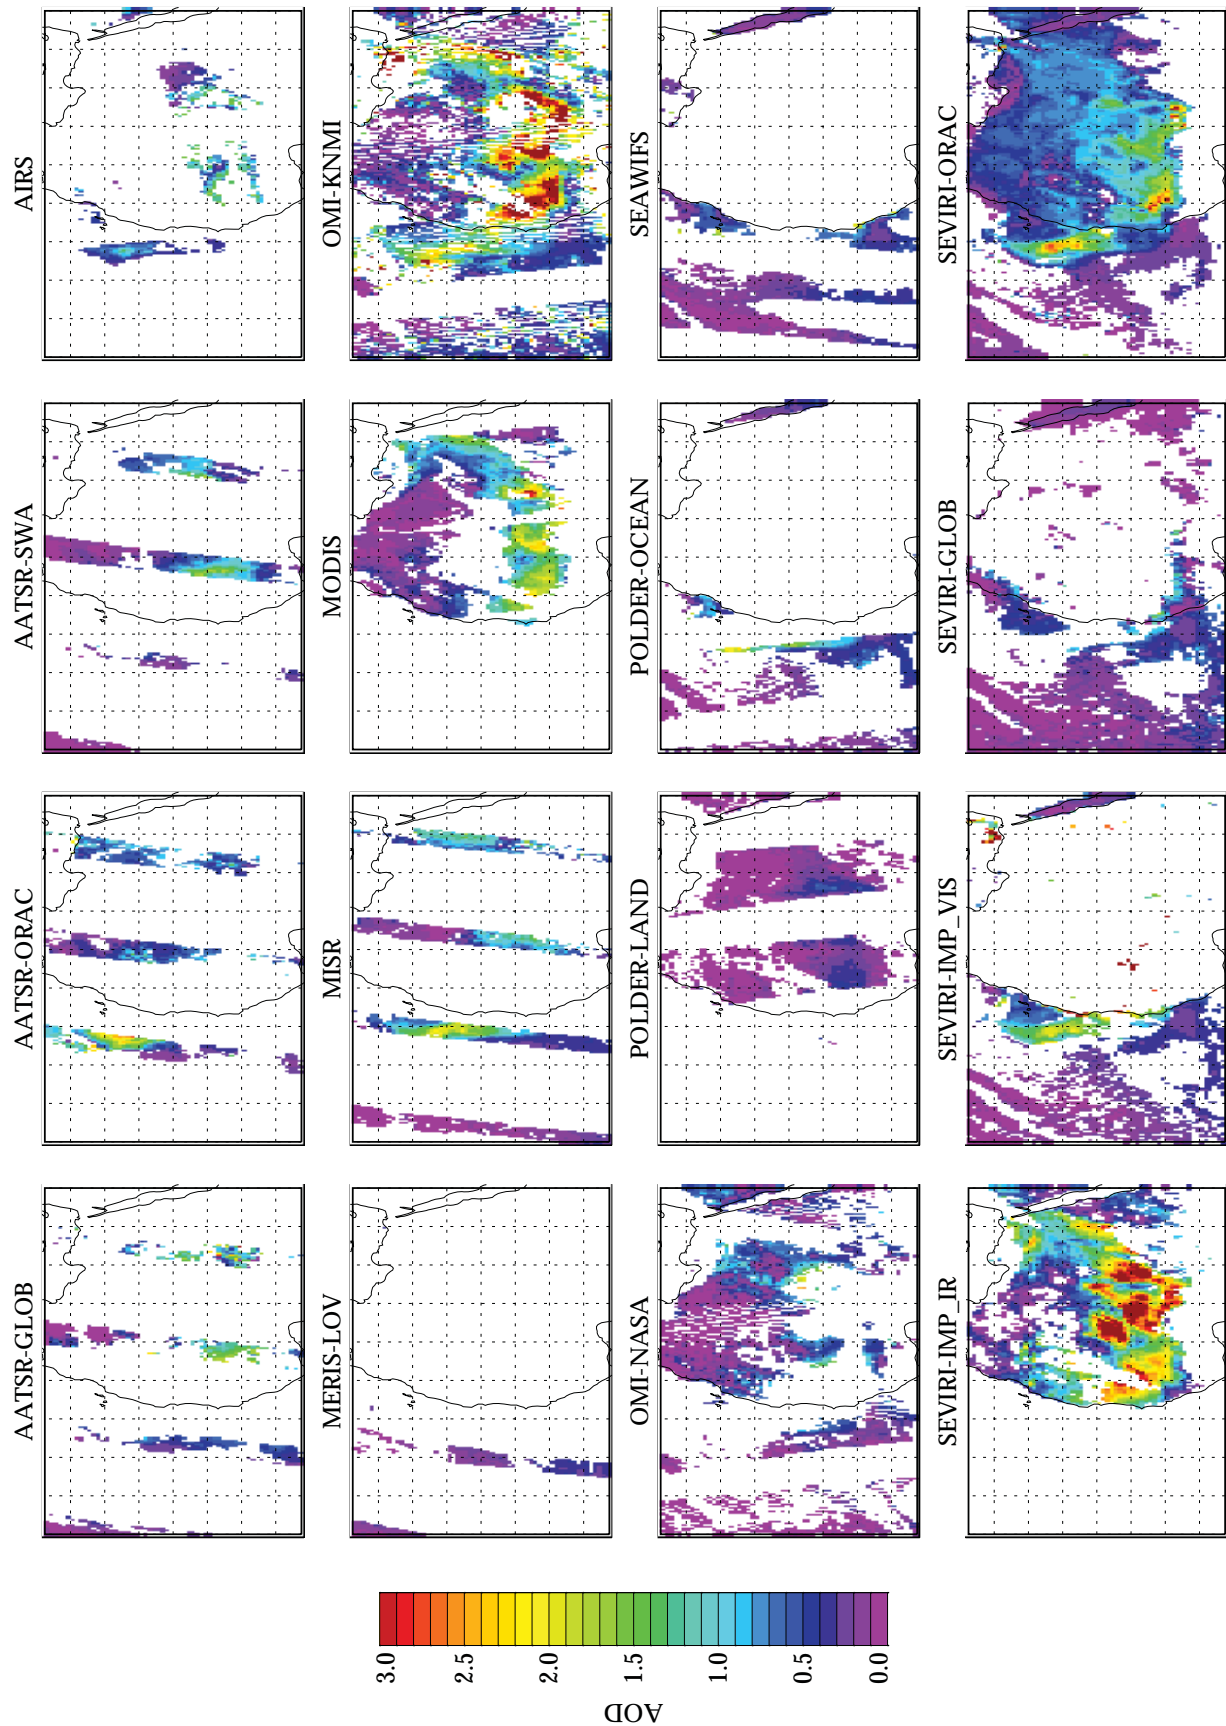 AATSR-GLOB
AATSR-ORAC
AATSR-SWA
AIRS
MERIS-LOV
MISR
MODIS
OMI-KNMI
OMI-NASA
POLDER-LAND
POLDER-OCEAN
SEAWIFS
SEVIRI-IMP_IR
SEVIRI-IMP_VIS
SEVIRI-GLOB
SEVIRI-ORAC
AOD
3.0
2.5
2.0
1.5
1.0
0.5
0.0